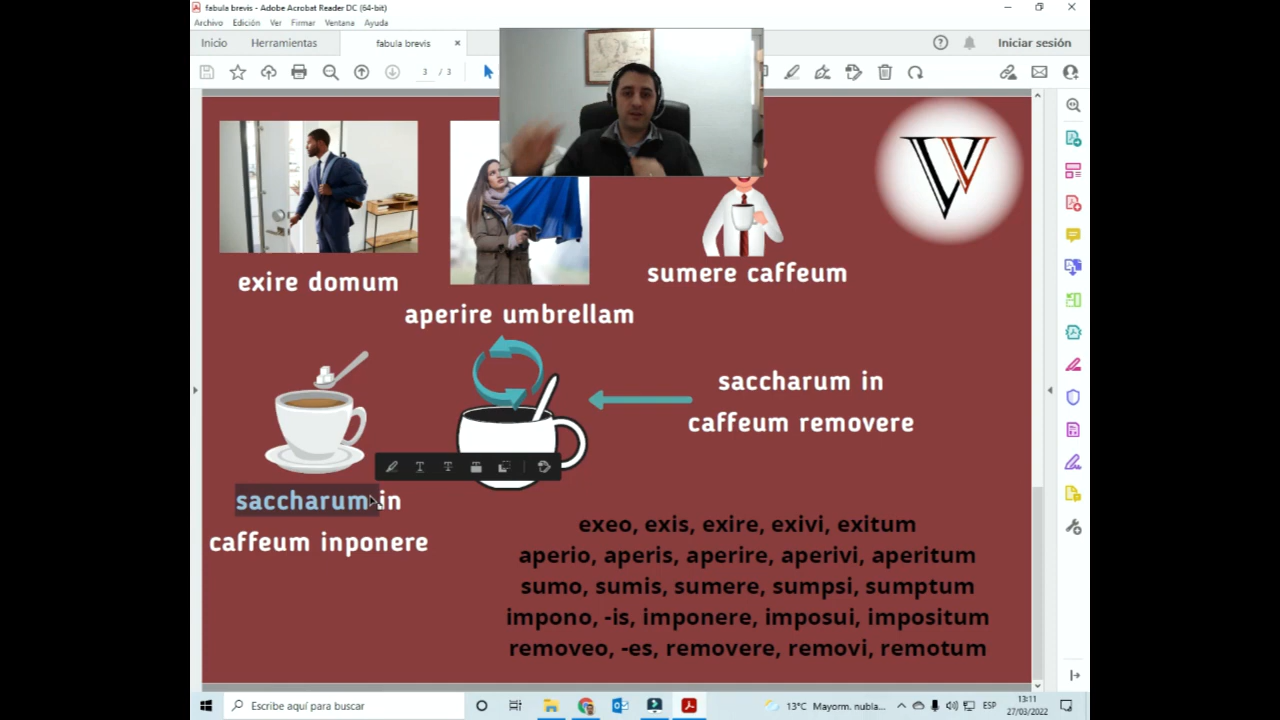 fabula brevis - Adobe Acrobat Reader DC (64-bit)
Archivo Edición Ver Firmar Ventana Ayuda
Inicio Herramientas fabula brevis × Iniciar sesión
3 / 3
exire domum
aperire umbrellam
sumere caffeum
saccharum in
caffeum inponere
saccharum in
caffeum removere
exeo, exis, exire, exivi, exitum
aperio, aperis, aperire, aperivi, aperitum
sumo, sumis, sumere, sumpsi, sumptum
impono, -is, imponere, imposui, impositum
removeo, -es, removere, removi, remotum
Escribe aquí para buscar
13°C Mayorm. nubla... ESP
13:11
27/03/2022